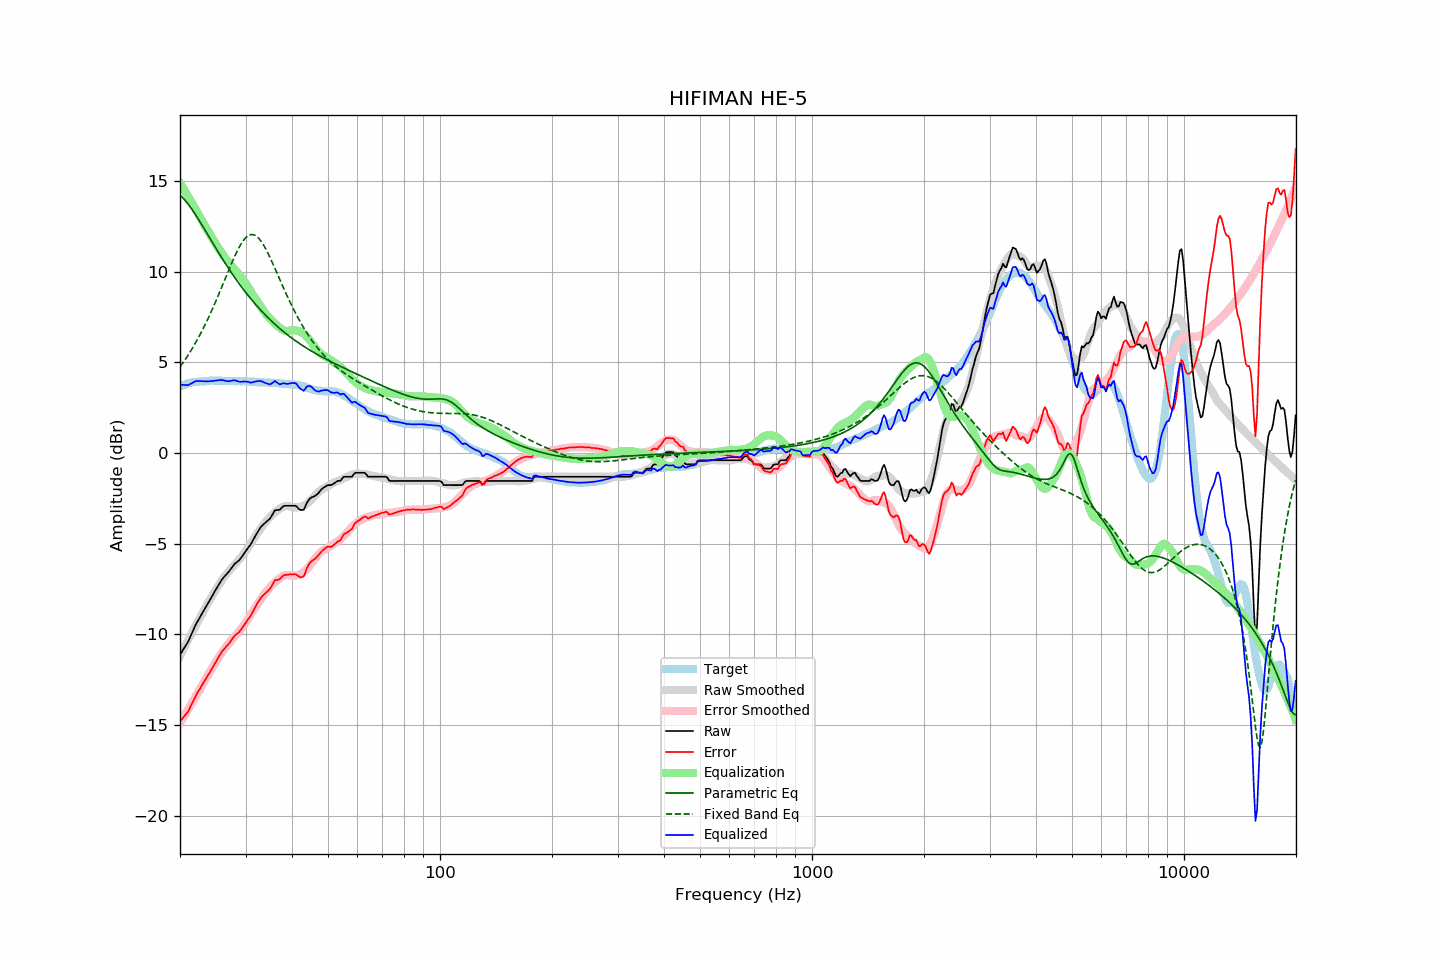 HIFIMAN HE-5
Amplitude (dBr)
15
10
5
0
−5
−10
−15
−20
Target
Raw Smoothed
Error Smoothed
Raw
Error
Equalization
Parametric Eq
Fixed Band Eq
Equalized
100
1000
10000
Frequency (Hz)